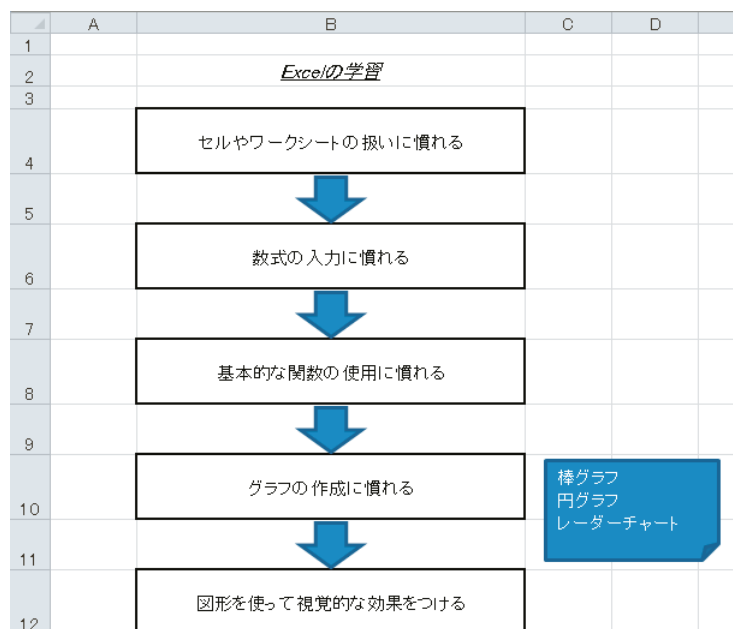 A B C D
1
2 Excelの学習
3
4 セルやワークシートの扱いに慣れる
5
6 数式の入力に慣れる
7
8 基本的な関数の使用に慣れる
9
10 グラフの作成に慣れる
棒グラフ
円グラフ
レーダーチャート
11
12 図形を使って視覚的な効果をつける